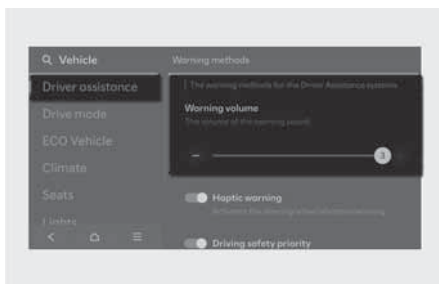 Vehicle
Driver assistance
Drive mode
ECO Vehicle
Climate
Seats
Lights
Warning methods
The warning methods for the Driver Assistance systems
Warning volume
The volume of the warning sound
3
Haptic warning
Driving safety priority